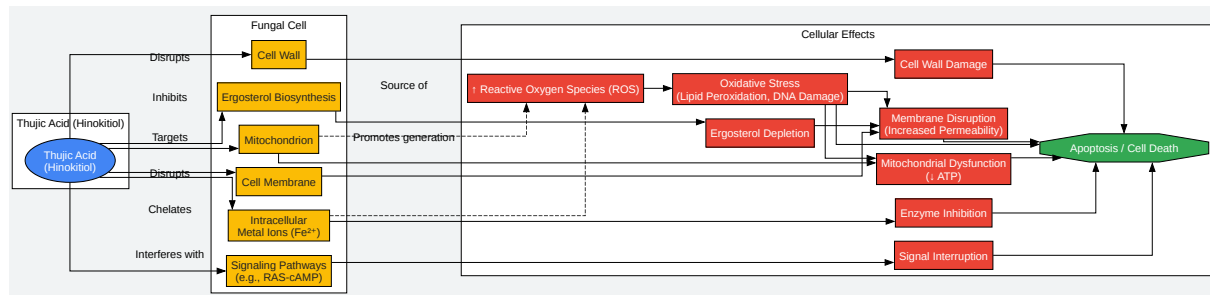 Fungal Cell
Cellular Effects
Disrupts
Cell Wall
Cell Wall Damage
Source of
↑ Reactive Oxygen Species (ROS)
Oxidative Stress
(Lipid Peroxidation, DNA Damage)
Inhibits
Ergosterol Biosynthesis
Thujic Acid (Hinokitiol)
Membrane Disruption
(Increased Permeability)
Targets
Mitochondrion
Promotes generation
Ergosterol Depletion
Thujic Acid
(Hinokitiol)
Apoptosis / Cell Death
Disrupts
Cell Membrane
Mitochondrial Dysfunction
(↓ ATP)
Chelates
Intracellular
Metal Ions (Fe²⁺)
Enzyme Inhibition
Interferes with
Signaling Pathways
(e.g., RAS-cAMP)
Signal Interruption